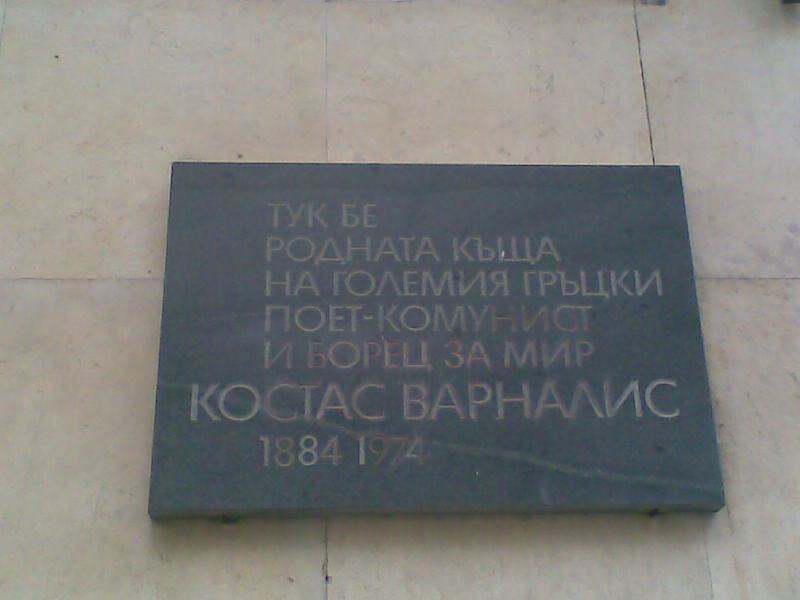 ТУК БЕ
РОДНАТА КЪЩА
НА ГОЛЕМИЯ ГРЪЦКИ
ПОЕТ-КОМУНИСТ
И БОРЕЦ ЗА МИР
КОСТАС ВАРНАЛИС
1884 1974